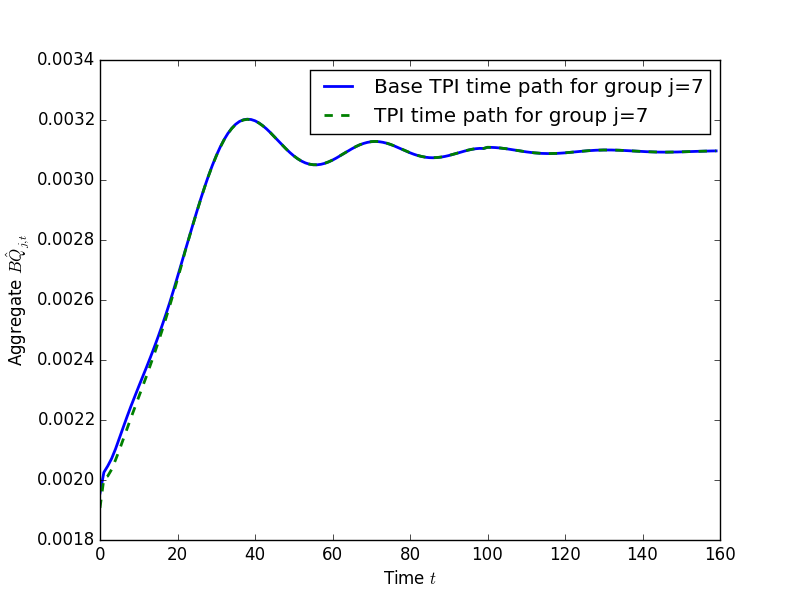 0.0034
Base TPI time path for group j=7
0.0032
TPI time path for group j=7
0.0030
0.0028
0.0026
0.0024
0.0022
0.0020
0.0018
Aggregate $\hat{BQ}_{j,t}$
0 20 40 60 80 100 120 140 160
Time t